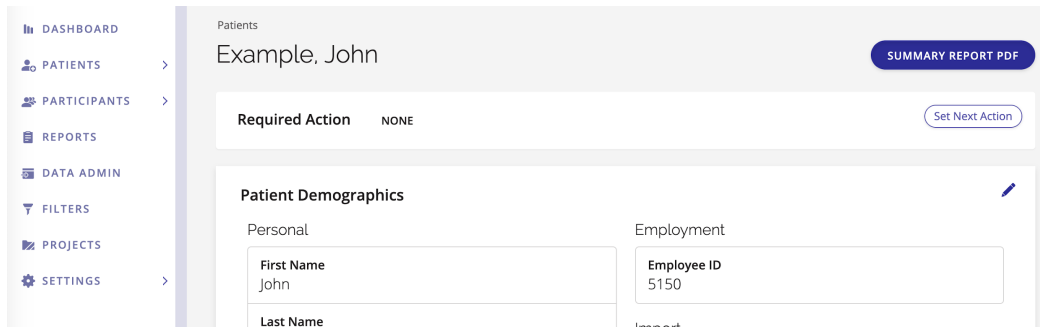 DASHBOARD
PATIENTS
PARTICIPANTS
REPORTS
DATA ADMIN
FILTERS
PROJECTS
SETTINGS
Patients
Example, John
SUMMARY REPORT PDF
Required Action NONE
Set Next Action
Patient Demographics
Personal
First Name
John
Last Name
Employment
Employee ID
5150
Import